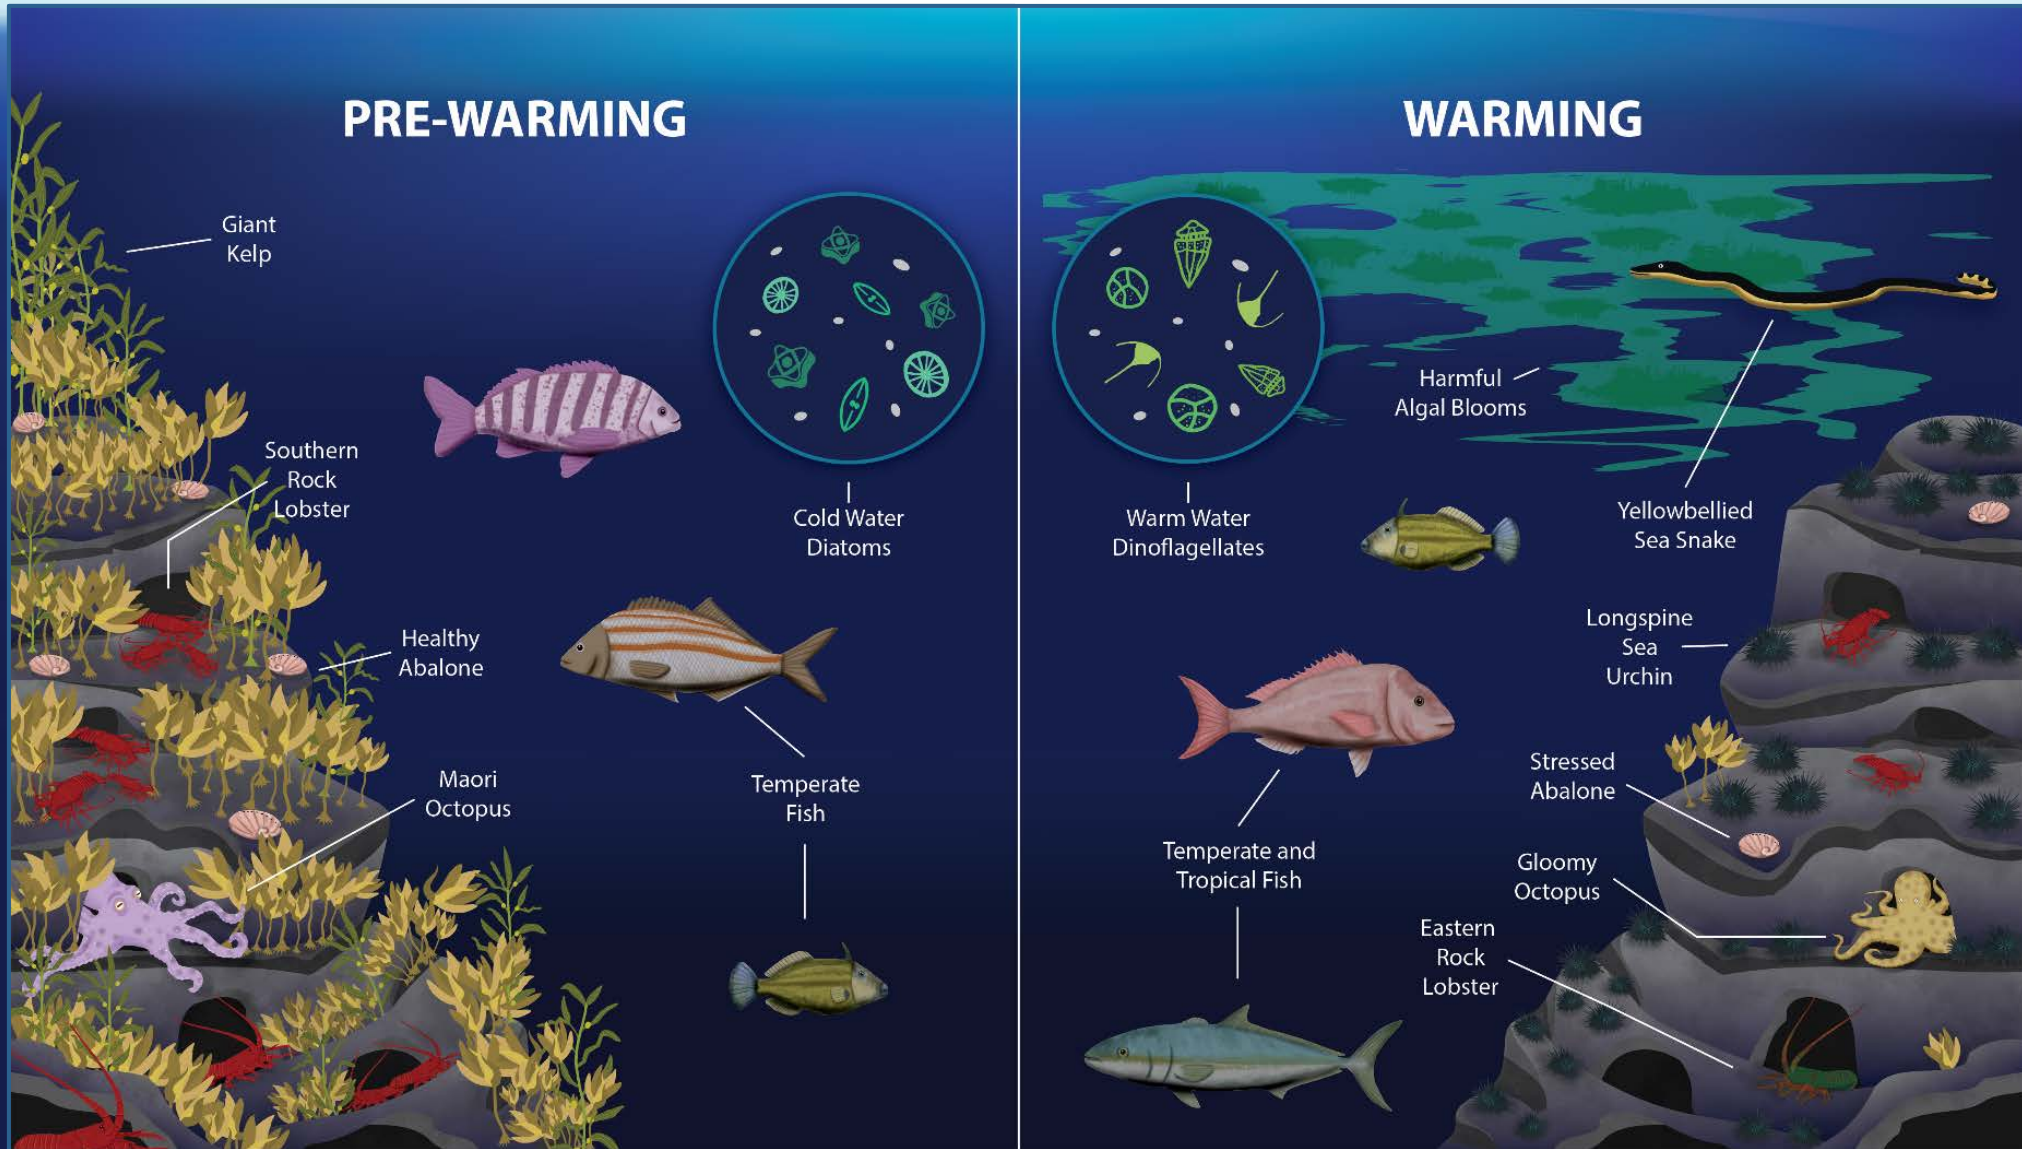 PRE-WARMING
Giant
Kelp
Southern
Rock
Lobster
Healthy
Abalone
Maori
Octopus
Cold Water
Diatoms
Temperate
Fish
WARMING
Harmful
Algal Blooms
Warm Water
Dinoflagellates
Yellowbellied
Sea Snake
Longspine
Sea
Urchin
Stressed
Abalone
Temperate and
Tropical Fish
Gloomy
Octopus
Eastern
Rock
Lobster